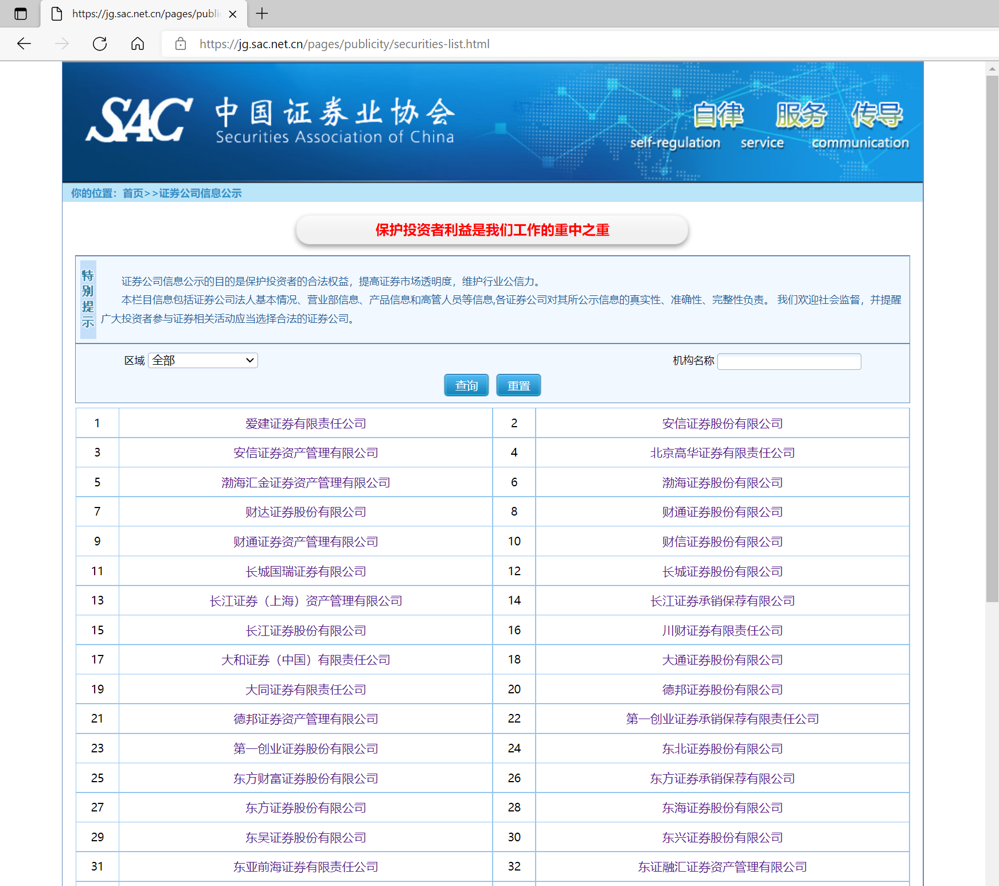 https://jg.sac.net.cn/pages/publi
https://jg.sac.net.cn/pages/publicity/securities-list.html
SAC 中国证券业协会
Securities Association of China
自律 服务 传导
self-regulation service communication
你的位置：首页>>证券公司信息公示
保护投资者利益是我们工作的重中之重
特别提示
证券公司信息公示的目的是保护投资者的合法权益，提高证券市场透明度，维护行业公信力。
本栏目信息包括证券公司法人基本情况、营业部信息、产品信息和高管人员等信息,各证券公司对其所公示信息的真实性、准确性、完整性负责。 我们欢迎社会监督，并提醒
广大投资者参与证券相关活动应当选择合法的证券公司。
区域 全部 机构名称
查询 重置
1 爱建证券有限责任公司 2 安信证券股份有限公司
3 安信证券资产管理有限公司 4 北京高华证券有限责任公司
5 渤海汇金证券资产管理有限公司 6 渤海证券股份有限公司
7 财达证券股份有限公司 8 财通证券股份有限公司
9 财通证券资产管理有限公司 10 财信证券股份有限公司
11 长城国瑞证券有限公司 12 长城证券股份有限公司
13 长江证券（上海）资产管理有限公司 14 长江证券承销保荐有限公司
15 长江证券股份有限公司 16 川财证券有限责任公司
17 大和证券（中国）有限责任公司 18 大通证券股份有限公司
19 大同证券有限责任公司 20 德邦证券股份有限公司
21 德邦证券资产管理有限公司 22 第一创业证券承销保荐有限责任公司
23 第一创业证券股份有限公司 24 东北证券股份有限公司
25 东方财富证券股份有限公司 26 东方证券承销保荐有限公司
27 东方证券股份有限公司 28 东海证券股份有限公司
29 东吴证券股份有限公司 30 东兴证券股份有限公司
31 东亚前海证券有限责任公司 32 东证融汇证券资产管理有限公司